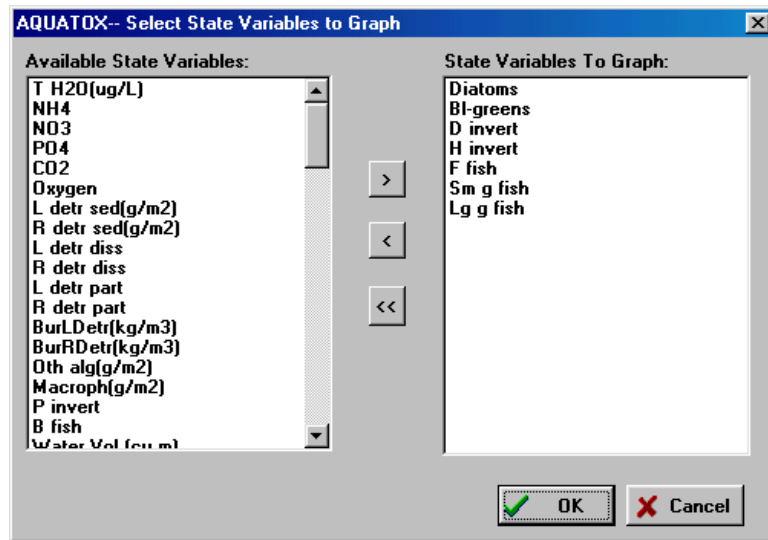 AQUATOX-- Select State Variables to Graph
Available State Variables:
T H2O(ug/L)
NH4
NO3
PO4
CO2
Oxygen
L detr sed(g/m2)
R detr sed(g/m2)
L detr diss
R detr diss
L detr part
R detr part
BurLDetr(kg/m3)
BurRDetr(kg/m3)
Oth alg(g/m2)
Macroph(g/m2)
P invert
B fish
Water Vol (cu m)
>
<
<<
State Variables To Graph:
Diatoms
Bl-greens
D invert
H invert
F fish
Sm g fish
Lg g fish
OK
Cancel